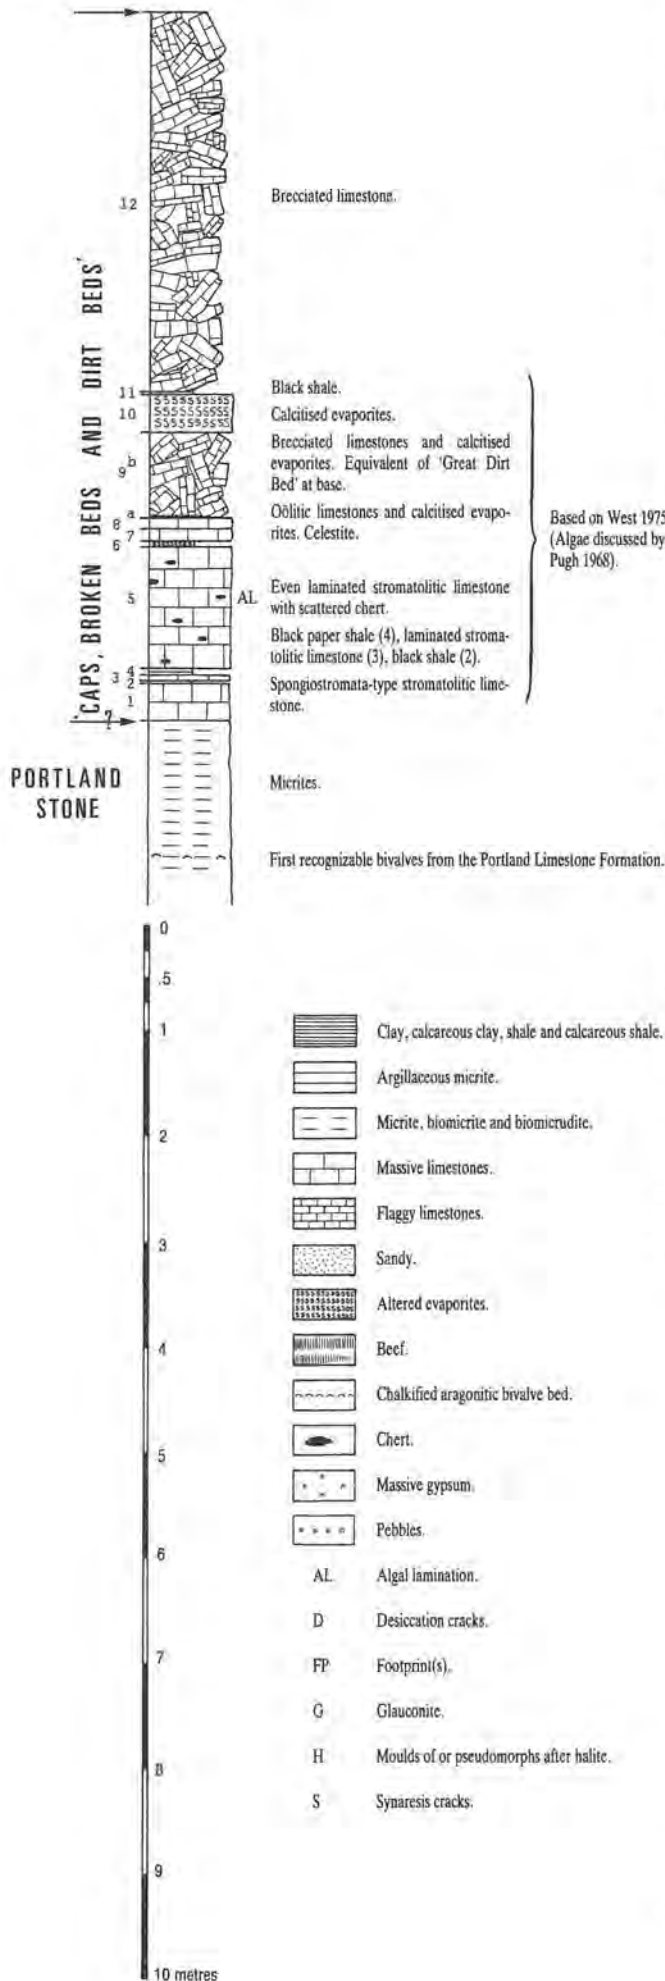 12
Brecciated limestone.
'CAPS, BROKEN BEDS AND DIRT BEDS'
11
Black shale.
10
Calcitised evaporites.
b
9
Brecciated limestones and calcitised
evaporites. Equivalent of 'Great Dirt
Bed' at base.
a
8
7
6
Oölitic limestones and calcitised evapo-
rites. Celestite.
Based on West 1975
(Algae discussed by
Pugh 1968).
5
AL
Even laminated stromatolitic limestone
with scattered chert.
4
3
2
Black paper shale (4), laminated stroma-
tolitic limestone (3), black shale (2).
1
Spongiostromata-type stromatolitic lime-
stone.
?
PORTLAND
STONE
Micrites.
First recognizable bivalves from the Portland Limestone Formation.
0
.5
1
2
3
4
5
6
7
8
9
10 metres
Clay, calcareous clay, shale and calcareous shale.
Argillaceous micrite.
Micrite, biomicrite and biomicrudite.
Massive limestones.
Flaggy limestones.
Sandy.
Altered evaporites.
Beef.
Chalkified aragonitic bivalve bed.
Chert.
Massive gypsum.
Pebbles.
AL Algal lamination.
D Desiccation cracks.
FP Footprint(s).
G Glauconite.
H Moulds of or pseudomorphs after halite.
S Synaresis cracks.